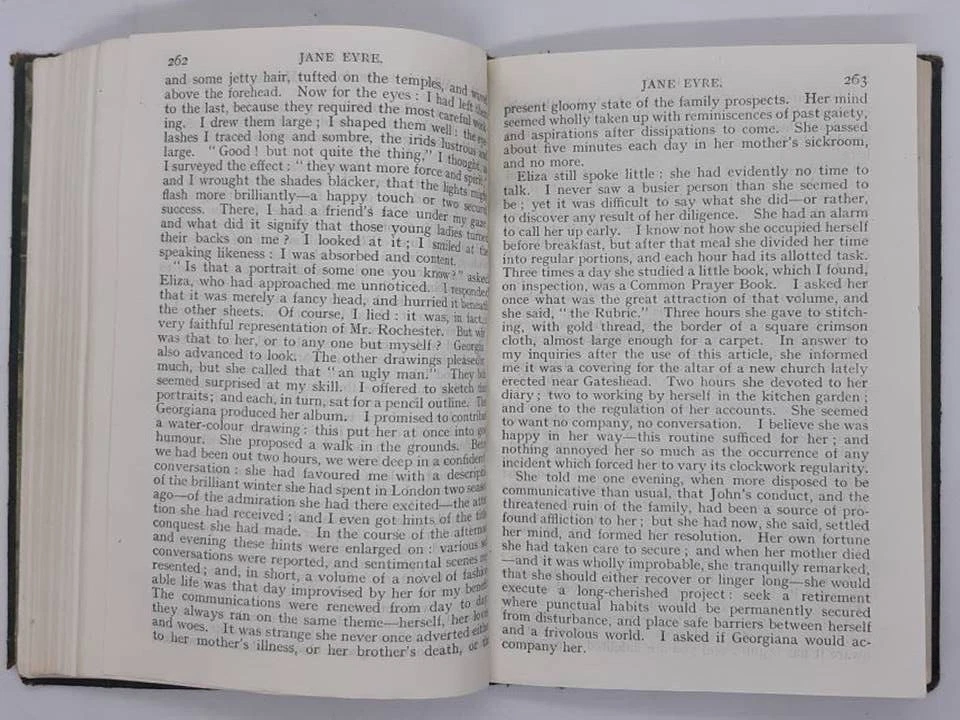 262
JANE EYRE.
and some jetty hair, tufted on the temples, and waved
above the forehead. Now for the eyes: I had left them
to the last, because they required the most careful work-
ing. I drew them large; I shaped them well: the eye-
lashes I traced long and sombre, the irids lustrous and
large. "Good! but not quite the thing," I thought, as
I surveyed the effect: "they want more force and spirit;"
and I wrought the shades blacker, that the lights might
flash more brilliantly—a happy touch or two secured
success. There, I had a friend's face under my gaze
and what did it signify that those young ladies turned
their backs on me? I looked at it; I smiled at the
speaking likeness: I was absorbed and content.
"Is that a portrait of some one you know?" asked
Eliza, who had approached me unnoticed. I responded
that it was merely a fancy head, and hurried it beneath
the other sheets. Of course, I lied: it was, in fact,
very faithful representation of Mr. Rochester. But
was that to her, or to any one but myself?
also advanced to look. The other drawings pleased
much, but she called that "an ugly man." They
seemed surprised at my skill. I offered to sketch
portraits; and each, in turn, sat for a pencil outline.
Georgiana produced her album. I promised to
a water-colour drawing: this put her at once into
humour. She proposed a walk in the grounds.
we had been out two hours, we were deep in a
conversation: she had favoured me with a
of the brilliant winter she had spent in London two
ago—of the admiration she had there excited—the
tion she had received; and I even got hints of the
conquest she had made. In the course of the
and evening these hints were enlarged on: various
conversations were reported, and sentimental scenes
resented; and, in short, a volume of a novel of
able life was that day improvised by her for my
The communications were renewed from day to day
they always ran on the same theme—herself, her
and woes. It was strange she never once adverted
to her mother's illness, or her brother's death, or
JANE EYRE.
263
present gloomy state of the family prospects. Her mind
seemed wholly taken up with reminiscences of past gaiety,
and aspirations after dissipations to come. She passed
about five minutes each day in her mother's sickroom,
and no more.
Eliza still spoke little: she had evidently no time to
talk. I never saw a busier person than she seemed to
be; yet it was difficult to say what she did—or rather,
to discover any result of her diligence. She had an alarm
to call her up early. I know not how she occupied herself
before breakfast, but after that meal she divided her time
into regular portions, and each hour had its allotted task.
Three times a day she studied a little book, which I found,
on inspection, was a Common Prayer Book. I asked her
once what was the great attraction of that volume, and
she said, "the Rubric." Three hours she gave to stitch-
ing, with gold thread, the border of a square crimson
cloth, almost large enough for a carpet. In answer to
my inquiries after the use of this article, she informed
me it was a covering for the altar of a new church lately
erected near Gateshead. Two hours she devoted to her
diary; two to working by herself in the kitchen garden;
and one to the regulation of her accounts. She seemed
to want no company, no conversation. I believe she was
happy in her way—this routine sufficed for her; and
nothing annoyed her so much as the occurrence of any
incident which forced her to vary its clockwork regularity.
She told me one evening, when more disposed to be
communicative than usual, that John's conduct, and the
threatened ruin of the family, had been a source of pro-
found affliction to her; but she had now, she said, settled
her mind, and formed her resolution. Her own fortune
she had taken care to secure; and when her mother died
—and it was wholly improbable, she tranquilly remarked,
that she should either recover or linger long—she would
execute a long-cherished project: seek a retirement
where punctual habits would be permanently secured
from disturbance, and place safe barriers between herself
and a frivolous world. I asked if Georgiana would ac-
company her.